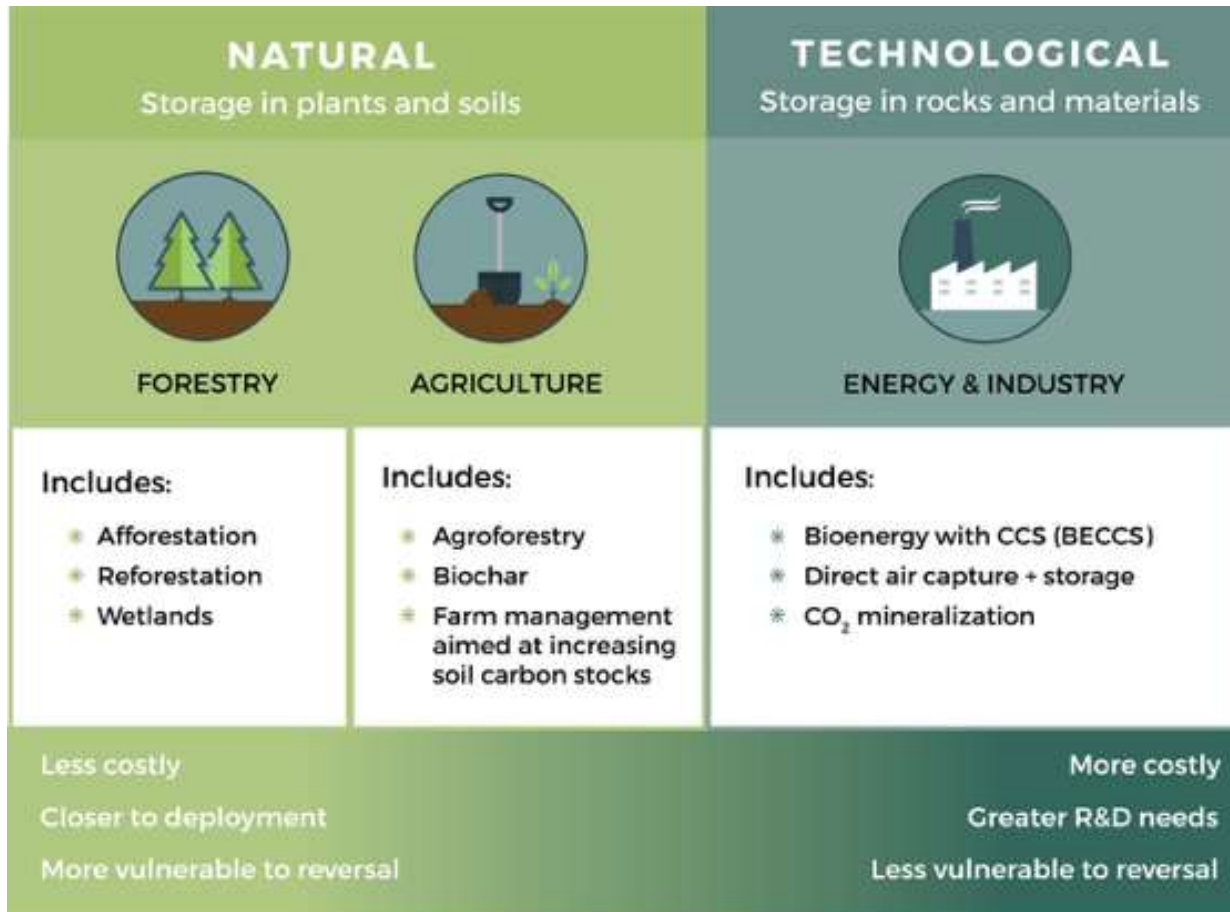 NATURAL
Storage in plants and soils
TECHNOLOGICAL
Storage in rocks and materials
FORESTRY
AGRICULTURE
ENERGY & INDUSTRY
Includes:
Afforestation
Reforestation
Wetlands
Includes:
Agroforestry
Biochar
Farm management
aimed at increasing
soil carbon stocks
Includes:
Bioenergy with CCS (BECCS)
Direct air capture + storage
CO₂ mineralization
Less costly
Closer to deployment
More vulnerable to reversal
More costly
Greater R&D needs
Less vulnerable to reversal